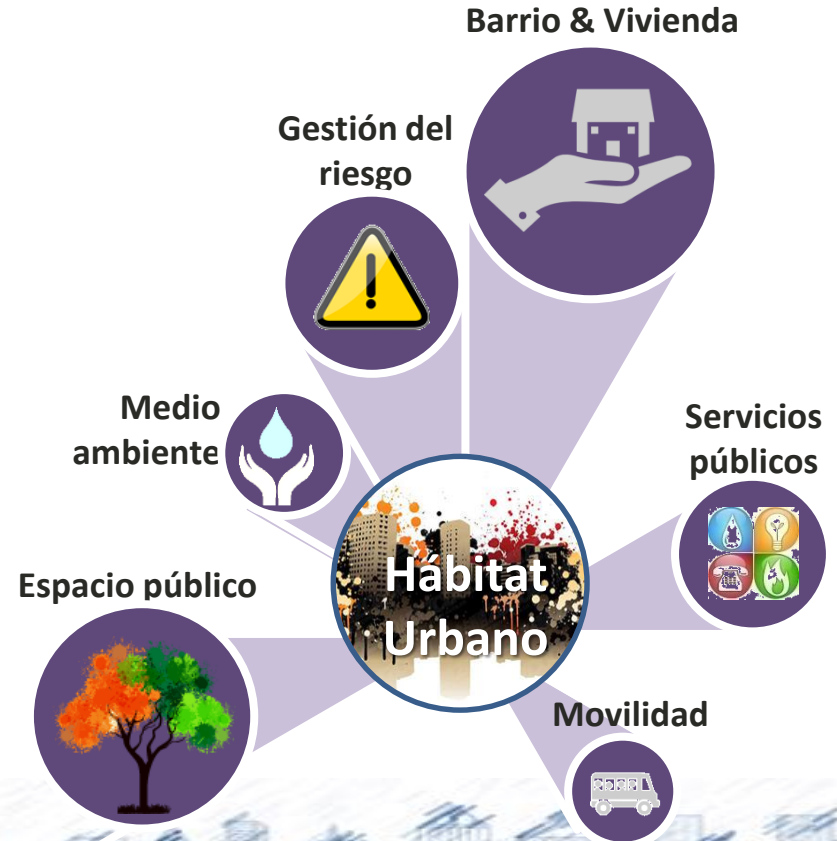 Barrio & Vivienda
Gestión del
riesgo
Medio
ambiente
Servicios
públicos
Espacio público
Hábitat
Urbano
Movilidad